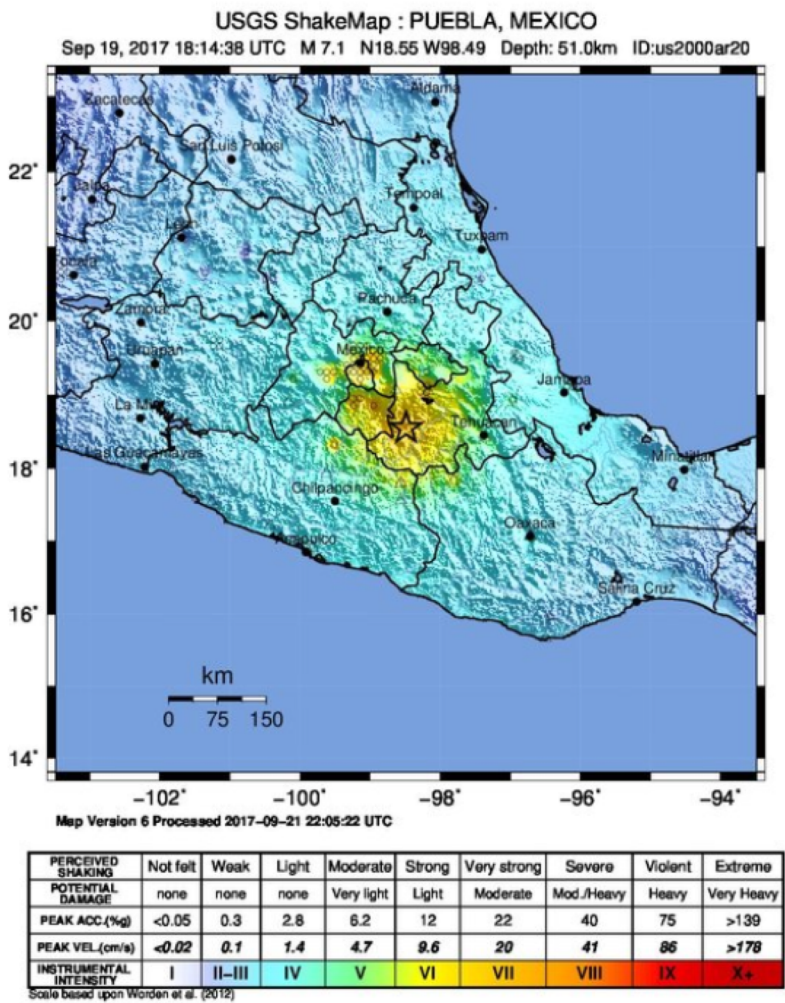 USGS ShakeMap : PUEBLA, MEXICO
Sep 19, 2017 18:14:38 UTC M 7.1 N18.55 W98.49 Depth: 51.0km ID:us2000ar20
Aldama
Zacatecas
San Luis Potosi
22°
Jalpa
Tempoal
Leon
Tuxpam
Pachuca
20°
Zamora
Mexico
Uruapan
Jamapa
La Mira
Tehuacan
Las Guacamayas
Minatitlan
18°
Chilpancingo
Oaxaca
Acapulco
Salina Cruz
16°
km
0 75 150
14°
−102° −100° −98° −96° −94°
Map Version 6 Processed 2017−09−21 22:05:22 UTC
PERCEIVED SHAKING Not felt Weak Light Moderate Strong Very strong Severe Violent Extreme
POTENTIAL DAMAGE none none none Very light Light Moderate Mod./Heavy Heavy Very Heavy
PEAK ACC.(%g) <0.05 0.3 2.8 6.2 12 22 40 75 >139
PEAK VEL.(cm/s) <0.02 0.1 1.4 4.7 9.6 20 41 86 >178
INSTRUMENTAL INTENSITY I II−III IV V VI VII VIII IX X+
Scale based upon Worden et al. (2012)